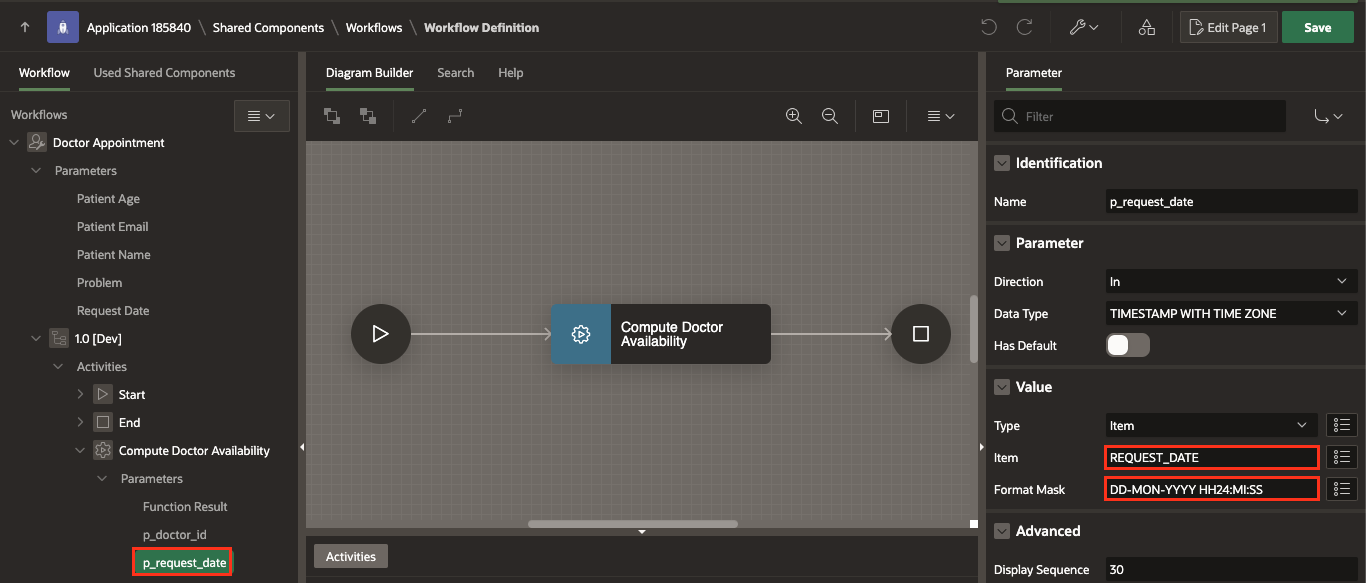 Application 185840 \ Shared Components \ Workflows \ Workflow Definition
Edit Page 1
Save
Workflow
Used Shared Components
Workflows
Doctor Appointment
Parameters
Patient Age
Patient Email
Patient Name
Problem
Request Date
1.0 [Dev]
Activities
Start
End
Compute Doctor Availability
Parameters
Function Result
p_doctor_id
p_request_date
Diagram Builder
Search
Help
Compute Doctor
Availability
Activities
Parameter
Filter
Identification
Name p_request_date
Parameter
Direction In
Data Type TIMESTAMP WITH TIME ZONE
Has Default
Value
Type Item
Item REQUEST_DATE
Format Mask DD-MON-YYYY HH24:MI:SS
Advanced
Display Sequence 30